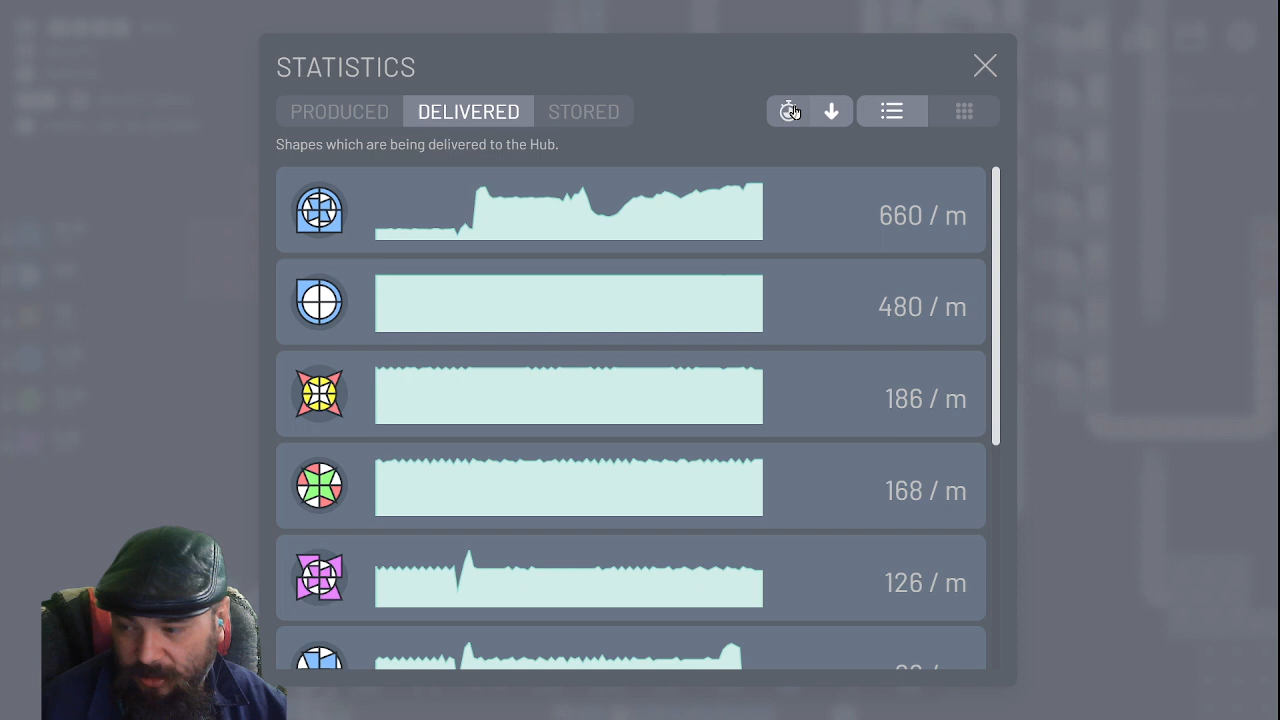 STATISTICS
PRODUCED DELIVERED STORED
Shapes which are being delivered to the Hub.
660 / m
480 / m
186 / m
168 / m
126 / m